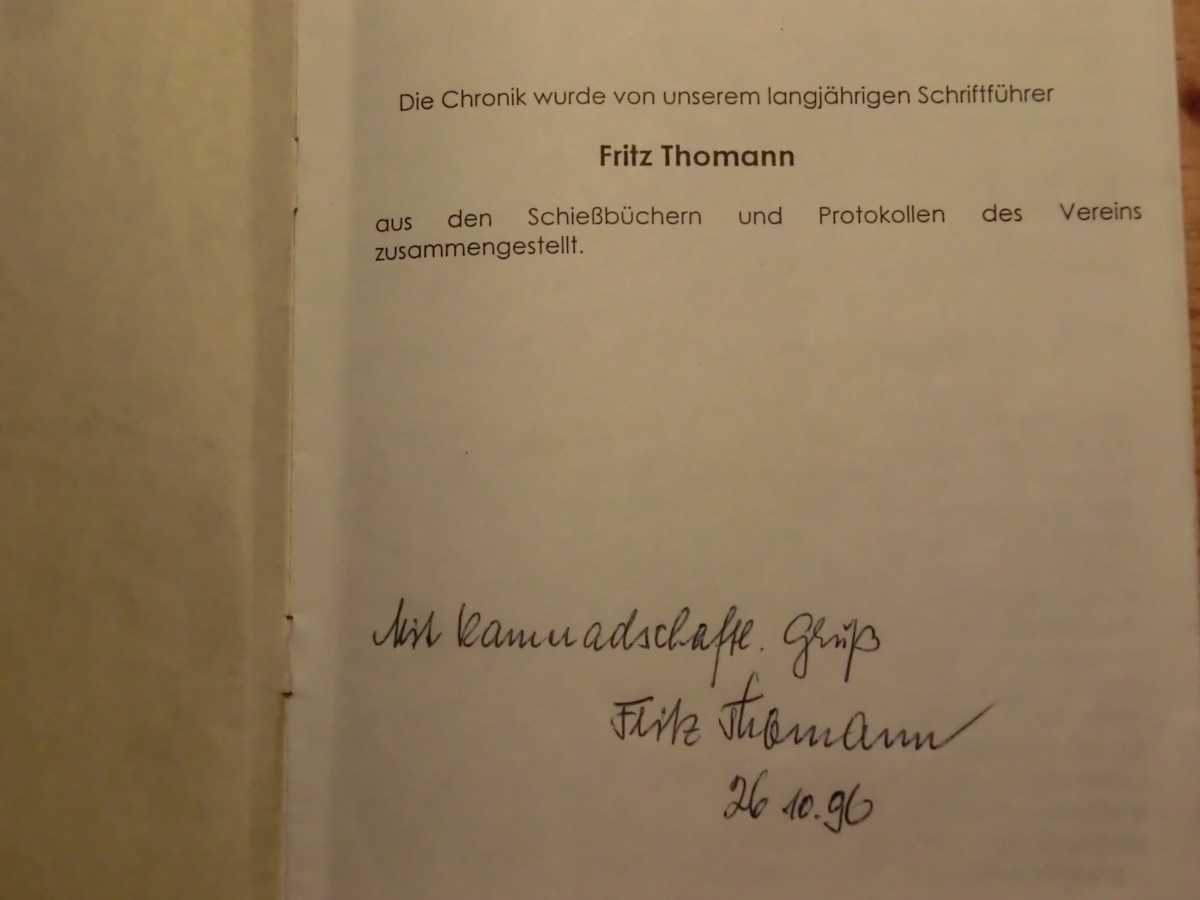 Die Chronik wurde von unserem langjährigen Schriftführer
Fritz Thomann
aus den Schießbüchern und Protokollen des Vereins
zusammengestellt.
Mit kameradschaftl. Gruß
Fritz Thomann
26 10.96